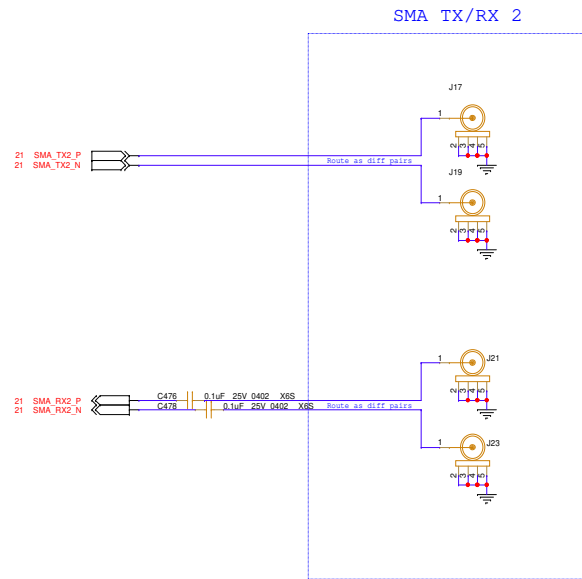 SMA TX/RX 2
J17
1
21 SMA_TX2_P
21 SMA_TX2_N
Route as diff pairs
2 3 4 5
J19
1
2 3 4 5
J21
1
21 SMA_RX2_P C476 0.1uF 25V 0402 X6S
21 SMA_RX2_N C478 0.1uF 25V 0402 X6S Route as diff pairs
2 3 4 5
J23
1
2 3 4 5